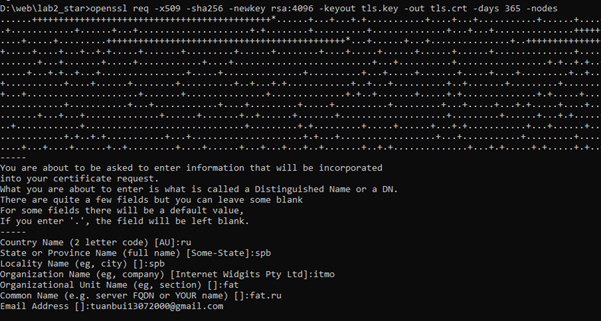 D:\web\lab2_star>openssl req -x509 -sha256 -newkey rsa:4096 -keyout tls.key -out tls.crt -days 365 -nodes
-----
You are about to be asked to enter information that will be incorporated
into your certificate request.
What you are about to enter is what is called a Distinguished Name or a DN.
There are quite a few fields but you can leave some blank
For some fields there will be a default value,
If you enter '.', the field will be left blank.
-----
Country Name (2 letter code) [AU]:ru
State or Province Name (full name) [Some-State]:spb
Locality Name (eg, city) []:spb
Organization Name (eg, company) [Internet Widgits Pty Ltd]:itmo
Organizational Unit Name (eg, section) []:fat
Common Name (e.g. server FQDN or YOUR name) []:fat.ru
Email Address []:tuanbui13072000@gmail.com